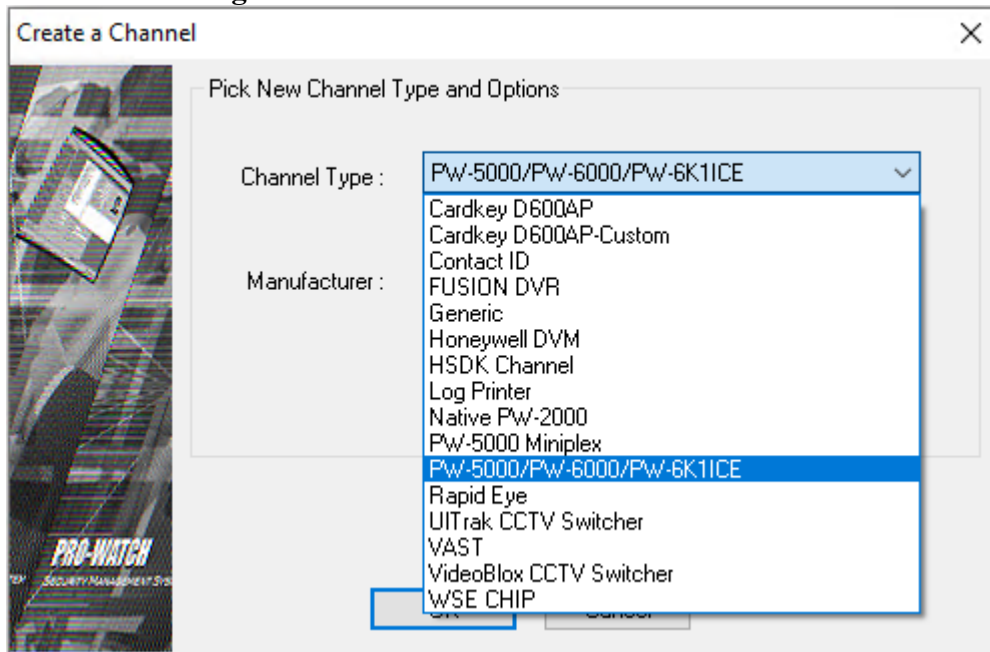 Create a Channel
Pick New Channel Type and Options
Channel Type :
PW-5000/PW-6000/PW-6K1ICE
Cardkey D600AP
Cardkey D600AP-Custom
Contact ID
Manufacturer :
FUSION DVR
Generic
Honeywell DVM
HSDK Channel
Log Printer
Native PW-2000
PW-5000 Miniplex
PW-5000/PW-6000/PW-6K1ICE
Rapid Eye
UlTrak CCTV Switcher
VAST
VideoBlox CCTV Switcher
WSE CHIP
PRO-WATCH
SECURITY MANAGEMENT